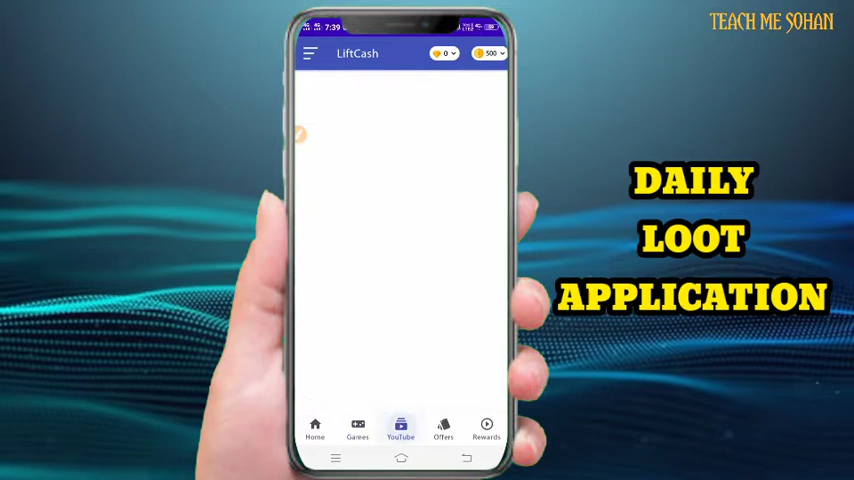 TEACH ME SOHAN
7:39
LiftCash
0
500
DAILY
LOOT
APPLICATION
Home
Games
YouTube
Offers
Rewards